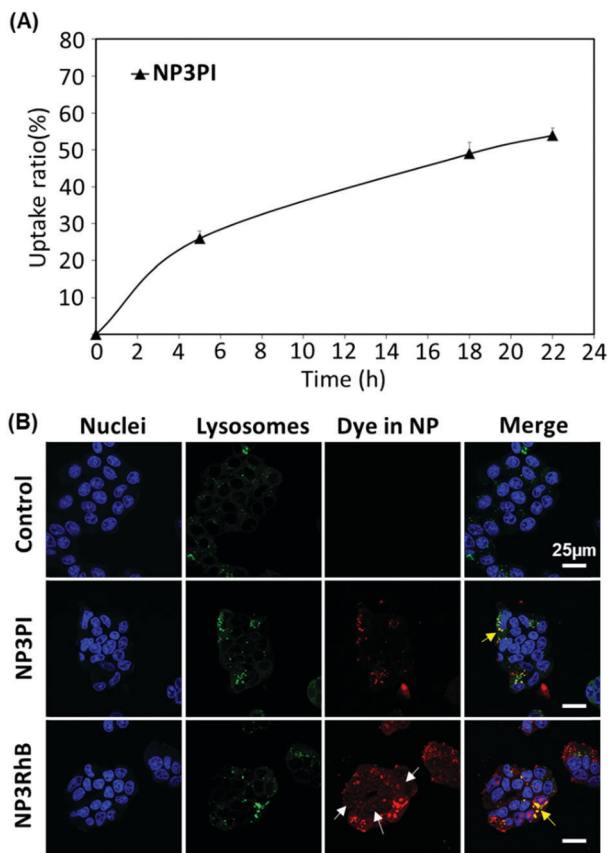 (A)
80
70
60
50
40
30
20
10
Uptake ratio(%)
NP3PI
0 2 4 6 8 10 12 14 16 18 20 22 24
Time (h)
(B)
Nuclei Lysosomes Dye in NP Merge
Control
25µm
NP3PI
NP3RhB